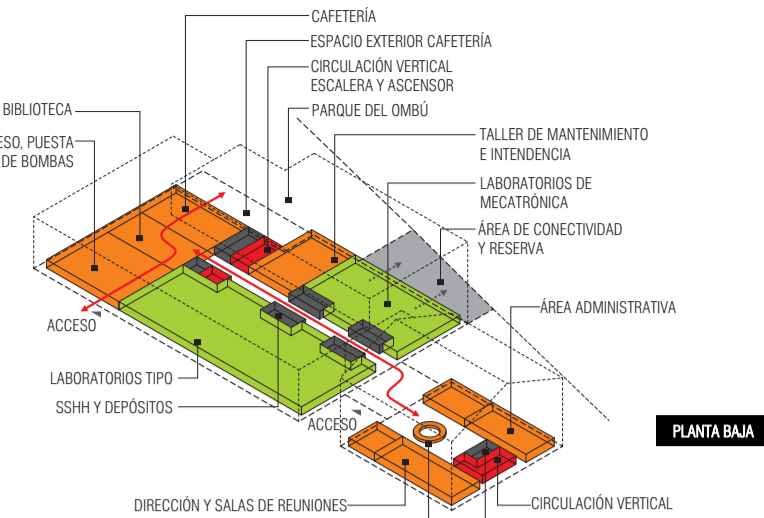 CAFETERÍA
ESPACIO EXTERIOR CAFETERÍA
CIRCULACIÓN VERTICAL
ESCALERA Y ASCENSOR
PARQUE DEL OMBÚ
BIBLIOTECA
ESO, PUESTA
DE BOMBAS
TALLER DE MANTENIMIENTO
E INTENDENCIA
LABORATORIOS DE
MECATRÓNICA
ÁREA DE CONECTIVIDAD
Y RESERVA
ÁREA ADMINISTRATIVA
ACCESO
LABORATORIOS TIPO
SSHH Y DEPÓSITOS
ACCESO
PLANTA BAJA
DIRECCIÓN Y SALAS DE REUNIONES
CIRCULACIÓN VERTICAL